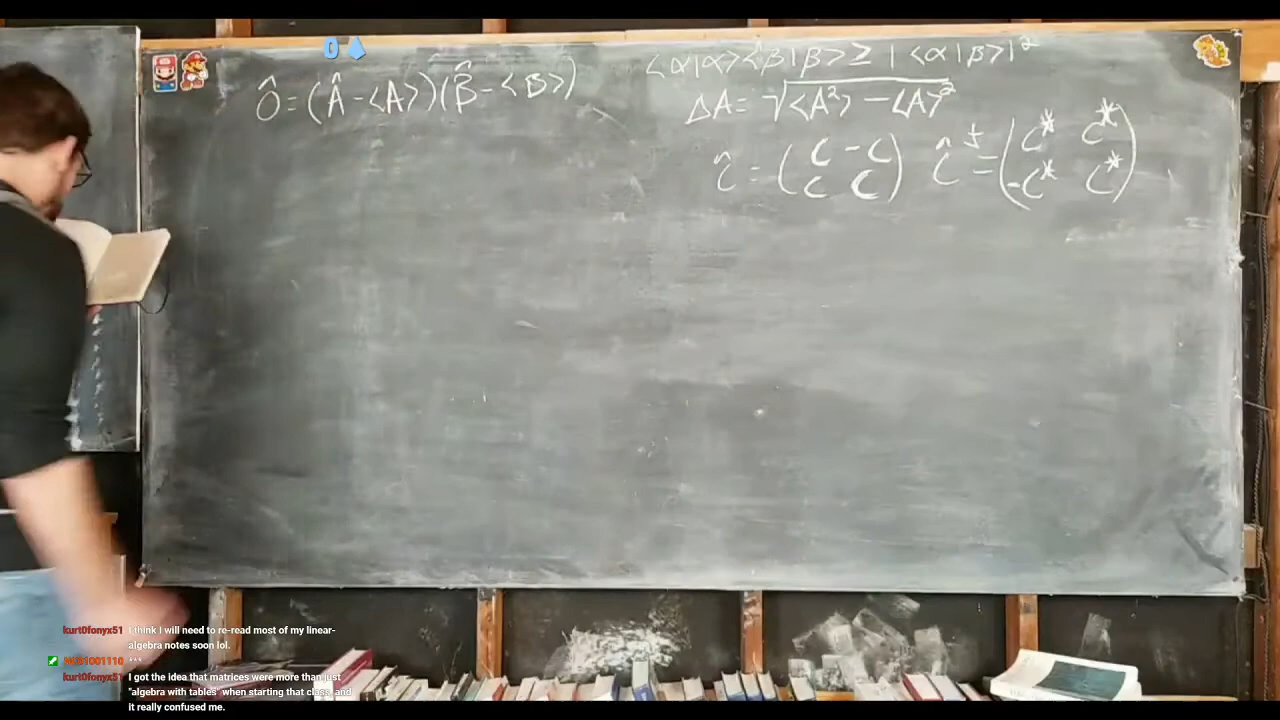 0
Ô = (Â - <A>)(B̂ - <B>)
<α|α><β|β> ≥ |<α|β>|²
ΔA = √(<A²> - <A>²)
Ĉ = (C -C
C C)
Ĉ† = (C* C*
-C* C*)
kurt0fonyx51 I think I will need to re-read most of my linear-
algebra notes soon lol.
***
kurt0fonyx51 I got the idea that matrices were more than just
"algebra with tables" when starting that class, and
it really confused me.